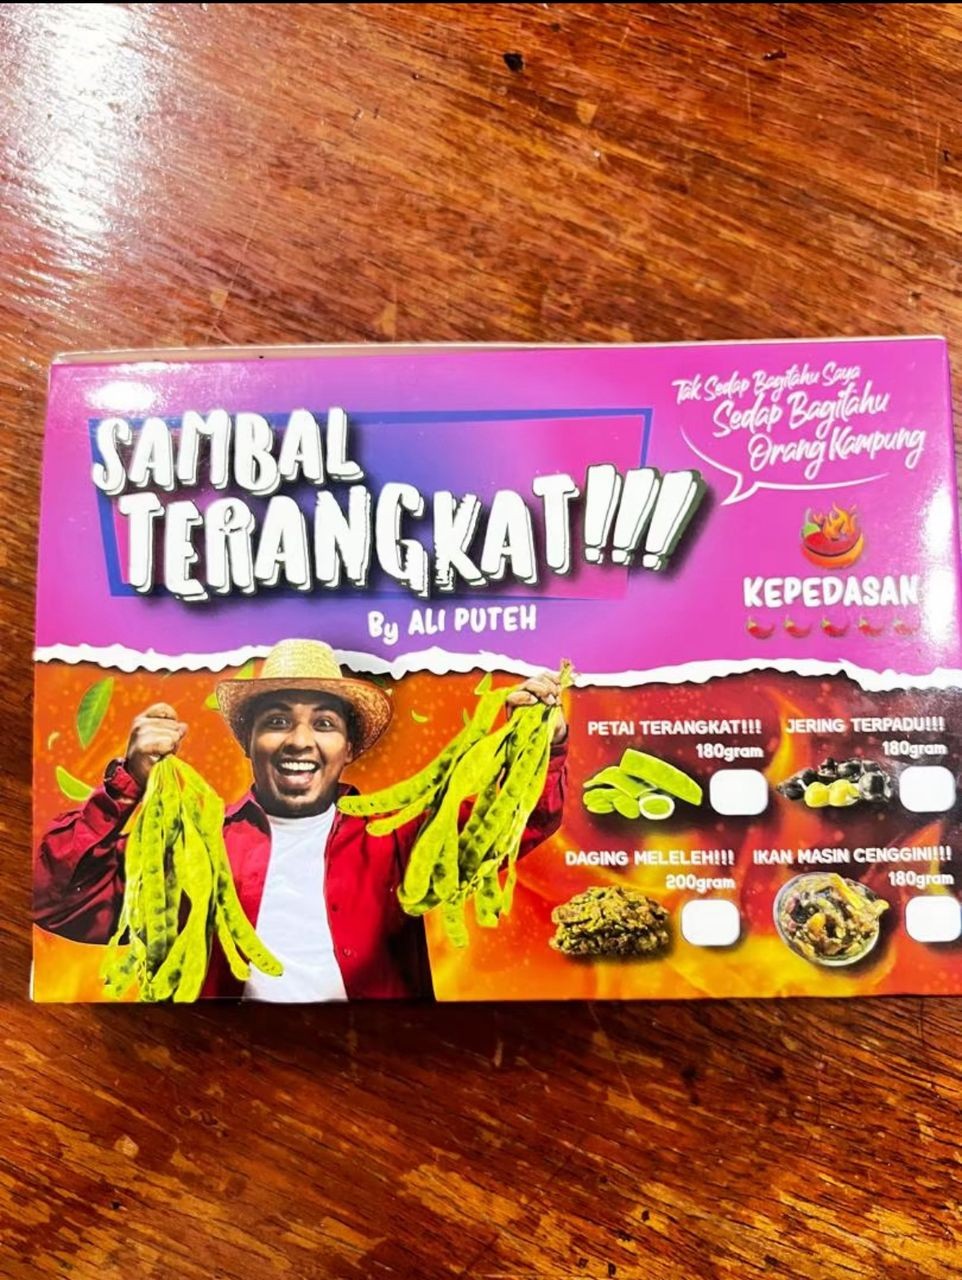 SAMBAL
TERANGKAT!!!
By ALI PUTEH
Tak Sedap Bagitahu Saya
Sedap Bagitahu
Orang Kampung
KEPEDASAN
PETAI TERANGKAT!!!
180gram
JERING TERPADU!!!
180gram
DAGING MELELEH!!!
200gram
IKAN MASIN CENGGINI!!!
180gram